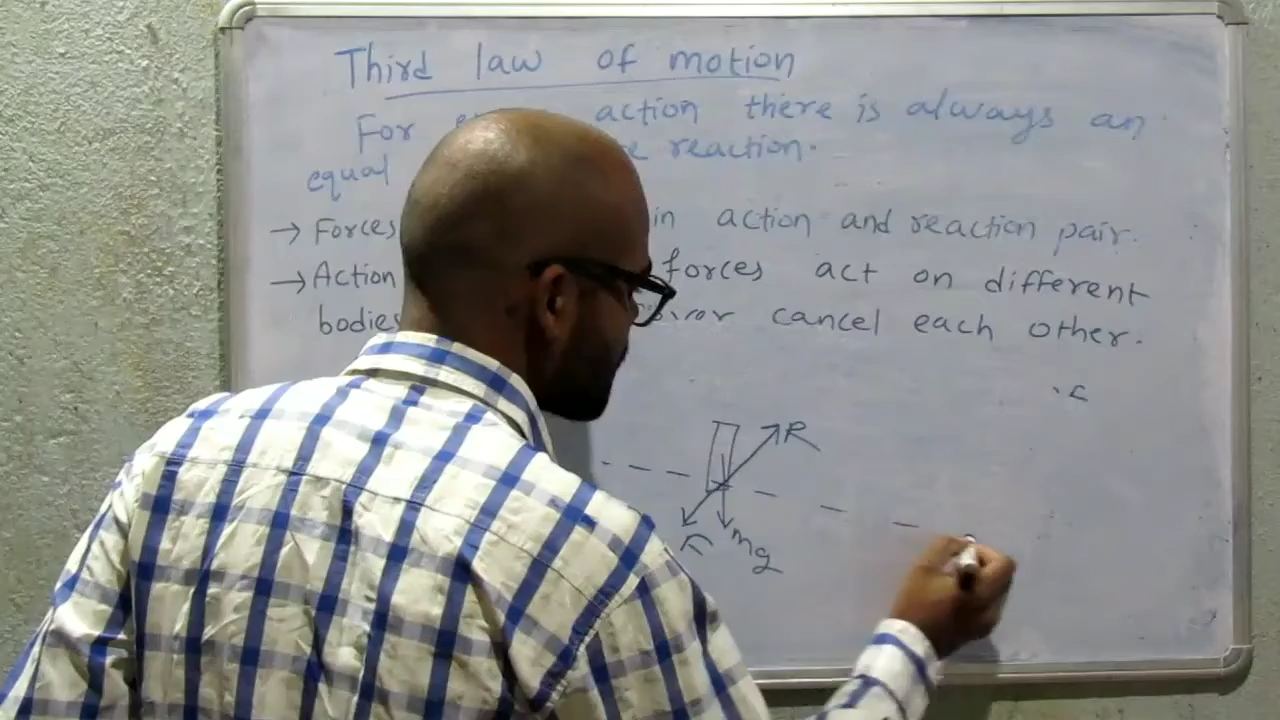 Third law of motion
For action there is always an
equal reaction.
→ Forces in action and reaction pair.
→ Action forces act on different
bodies cancel each other.
R
F
mg